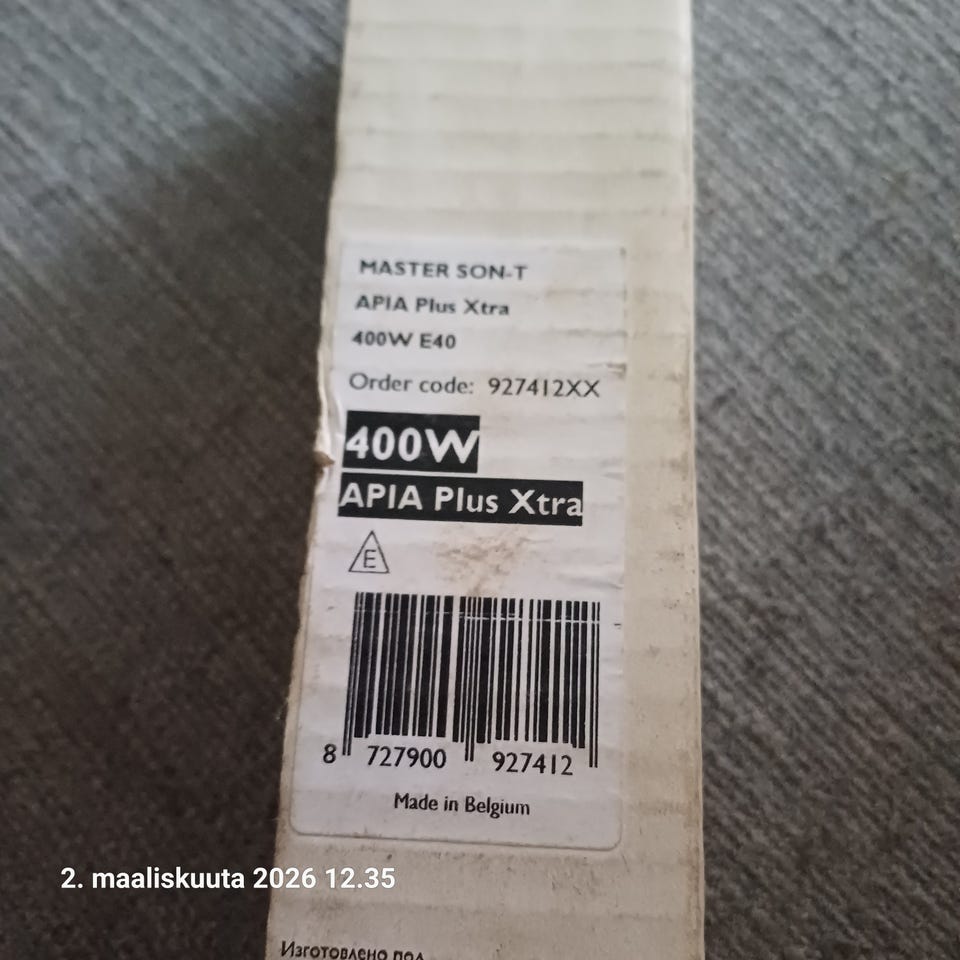 MASTER SON-T
APIA Plus Xtra
400W E40
Order code: 927412XX
400W
APIA Plus Xtra
E
8 727900 927412
Made in Belgium
2. maaliskuuta 2026 12.35
Изготовлено под